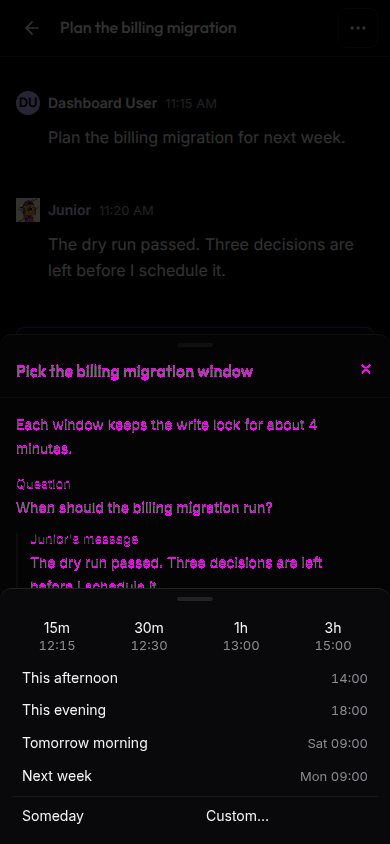 Plan the billing migration
DU Dashboard User 11:15 AM
Plan the billing migration for next week.
Junior 11:20 AM
The dry run passed. Three decisions are
left before I schedule it.
Pick the billing migration window
Each window keeps the write lock for about 4
minutes.
Question
When should the billing migration run?
Junior's message
The dry run passed. Three decisions are left
before I schedule it.
15m 30m 1h 3h
12:15 12:30 13:00 15:00
This afternoon 14:00
This evening 18:00
Tomorrow morning Sat 09:00
Next week Mon 09:00
Someday Custom...